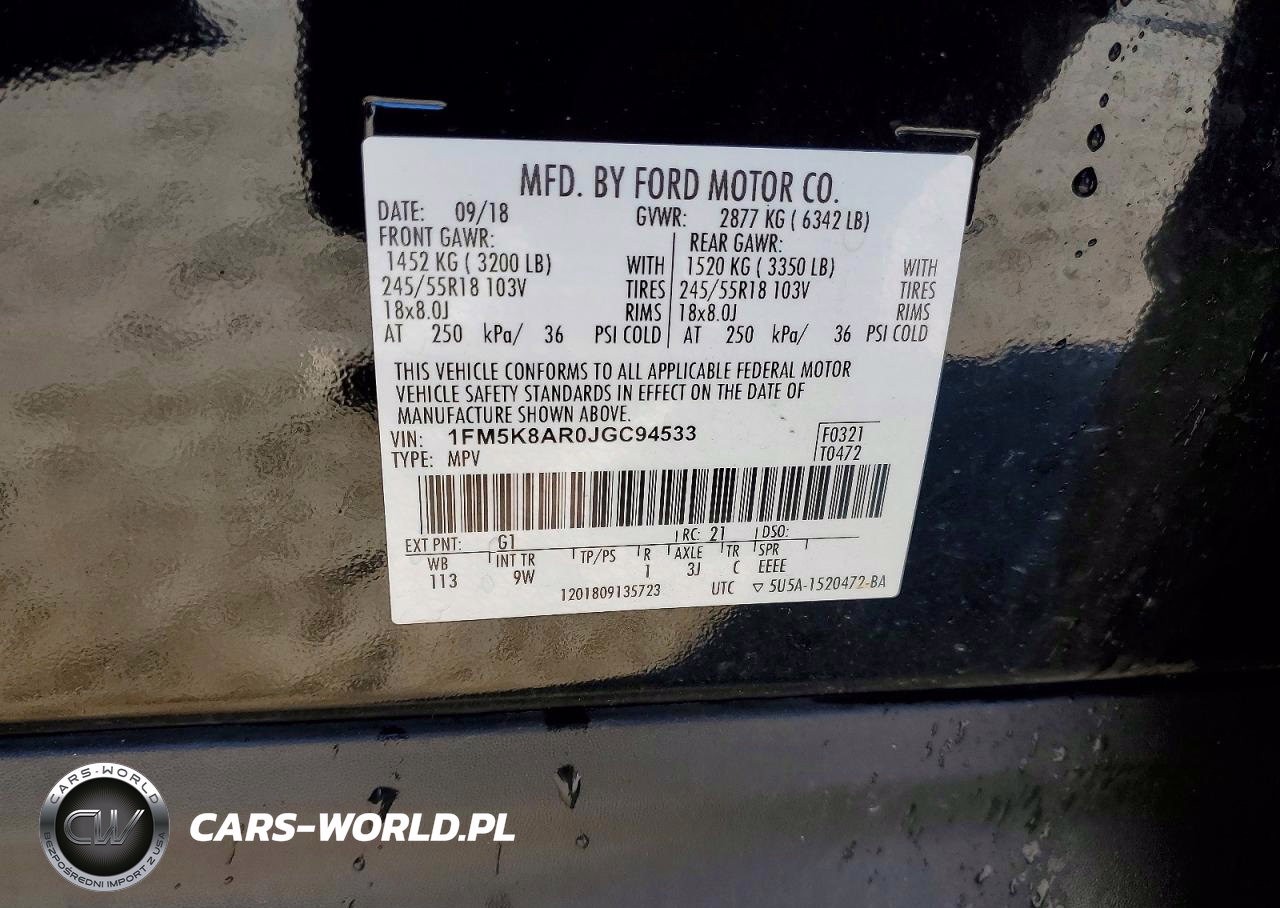 MFD. BY FORD MOTOR CO.
DATE: 09/18 GVWR: 2877 KG ( 6342 LB)
FRONT GAWR: REAR GAWR:
1452 KG ( 3200 LB) WITH 1520 KG ( 3350 LB) WITH
245/55R18 103V TIRES 245/55R18 103V TIRES
18x8.0J RIMS 18x8.0J RIMS
AT 250 kPa/ 36 PSI COLD AT 250 kPa/ 36 PSI COLD
THIS VEHICLE CONFORMS TO ALL APPLICABLE FEDERAL MOTOR
VEHICLE SAFETY STANDARDS IN EFFECT ON THE DATE OF
MANUFACTURE SHOWN ABOVE.
VIN: 1FM5K8AR0JGC94533 F0321
TYPE: MPV T0472
EXT PNT: G1 RC: 21 DSO:
WB INT TR TP/PS R AXLE TR SPR
113 9W 1 3J C EEEE
1201809135723 UTC ▽ 5U5A-1520472-BA
CARS-WORLD
CW
BEZPOŚREDNI IMPORT Z USA
CARS-WORLD.PL